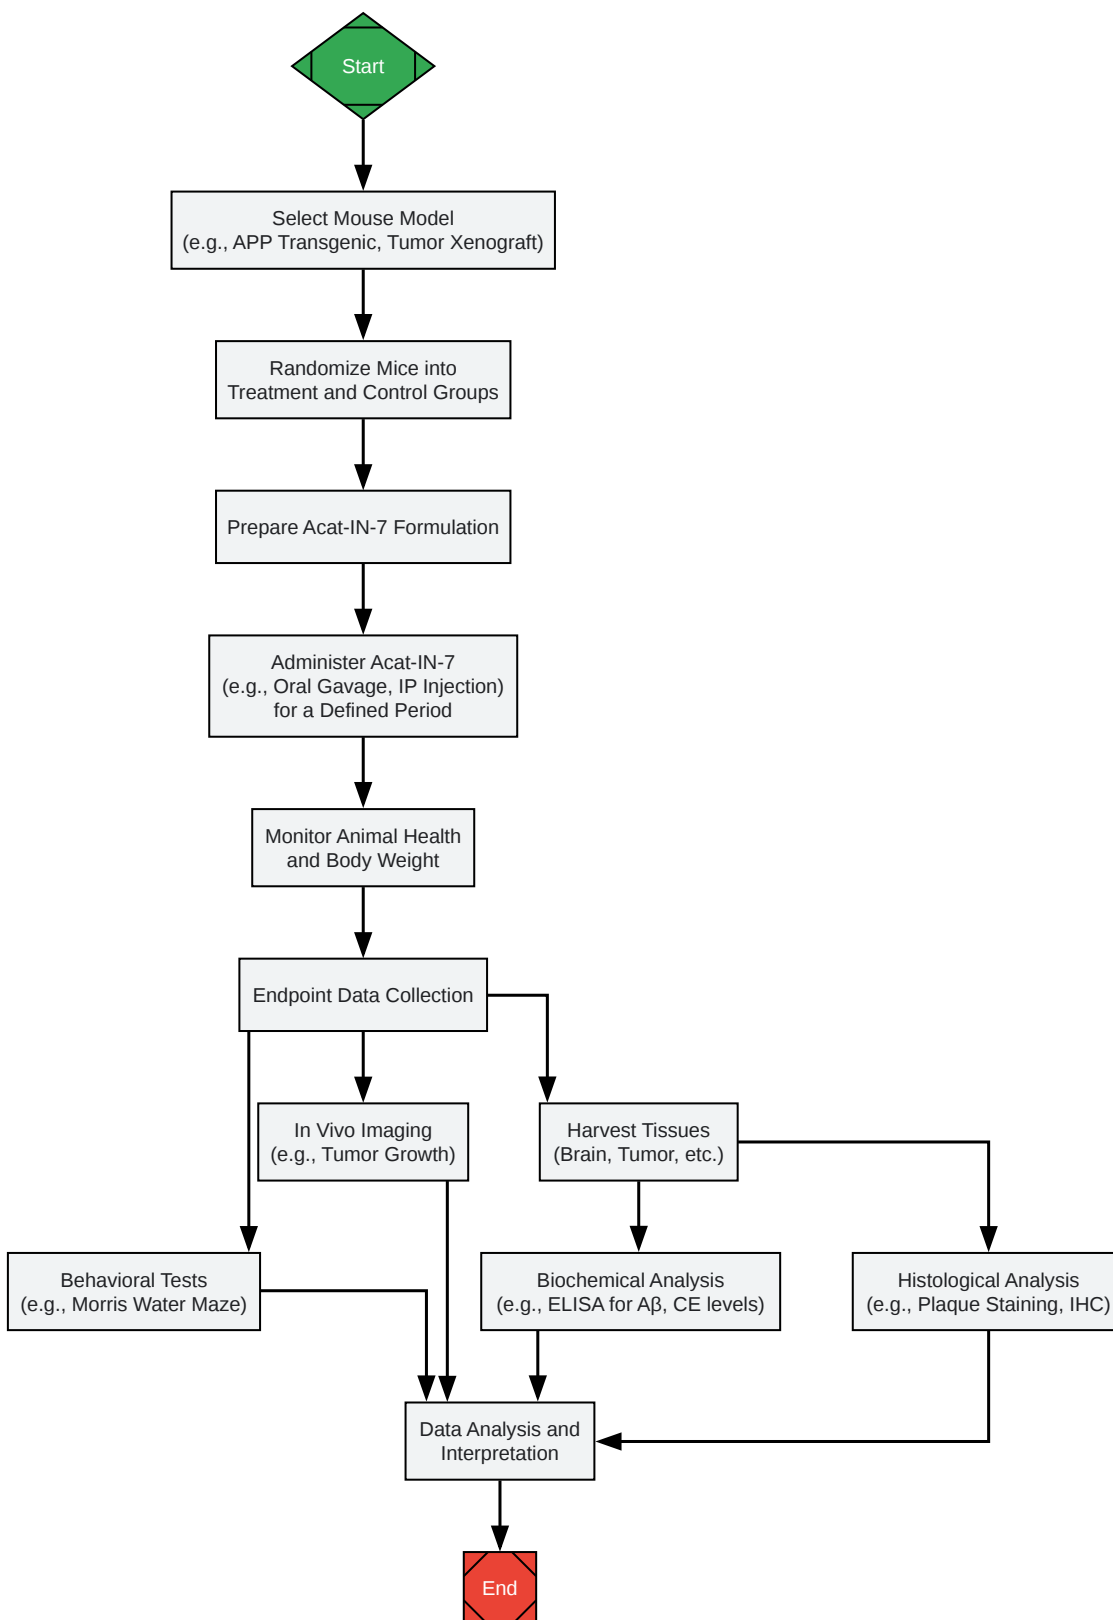 Start
Select Mouse Model
(e.g., APP Transgenic, Tumor Xenograft)
Randomize Mice into
Treatment and Control Groups
Prepare Acat-IN-7 Formulation
Administer Acat-IN-7
(e.g., Oral Gavage, IP Injection)
for a Defined Period
Monitor Animal Health
and Body Weight
Endpoint Data Collection
In Vivo Imaging
(e.g., Tumor Growth)
Harvest Tissues
(Brain, Tumor, etc.)
Behavioral Tests
(e.g., Morris Water Maze)
Biochemical Analysis
(e.g., ELISA for Aβ, CE levels)
Histological Analysis
(e.g., Plaque Staining, IHC)
Data Analysis and
Interpretation
End